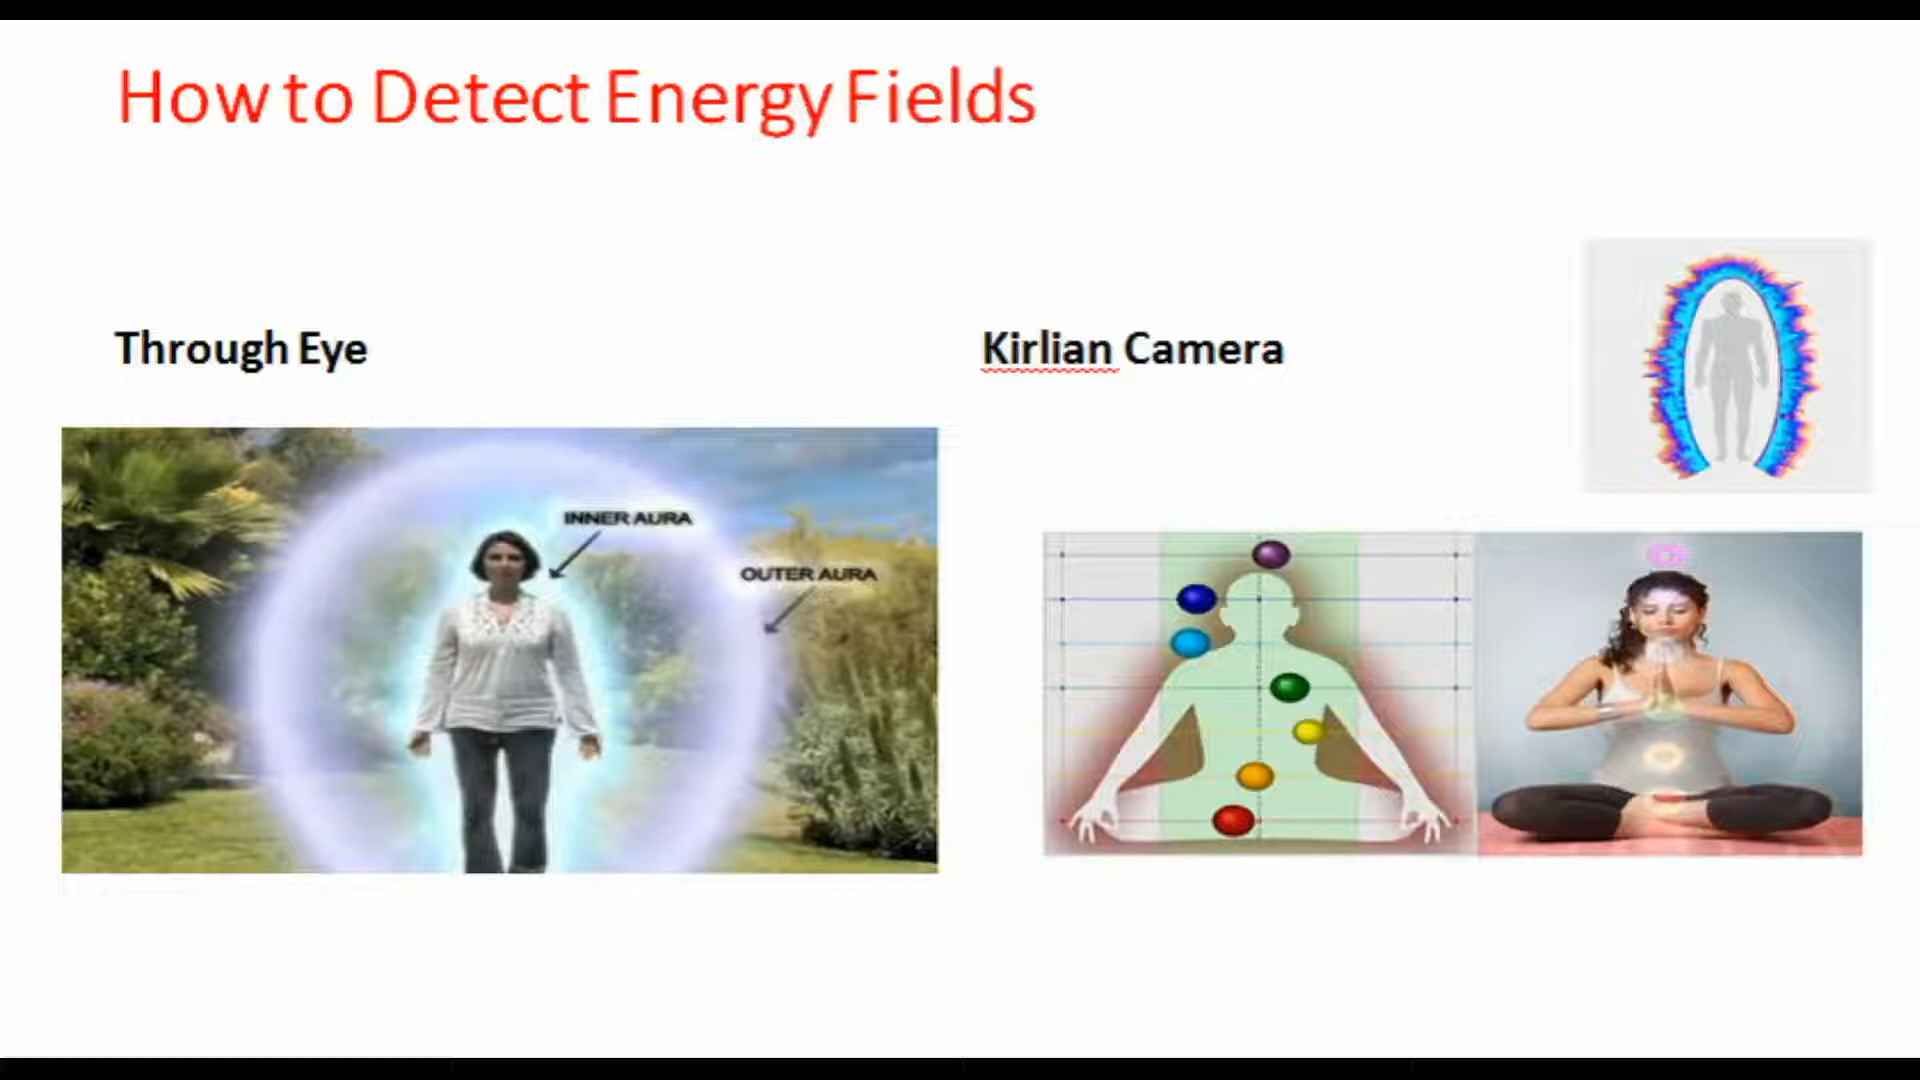 How to Detect Energy Fields
Through Eye
Kirlian Camera
INNER AURA
OUTER AURA